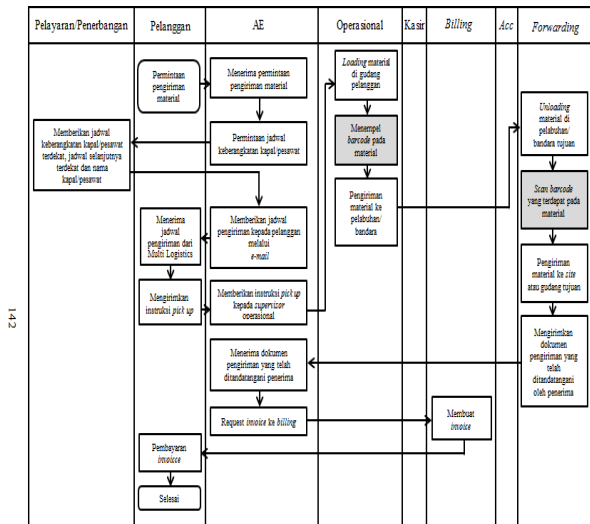 Pelayaran/Penerbangan
Pelanggan
AE
Operasional
Kasir
Billing
Acc
Forwarding
Permintaan
pengiriman
material
Menerima permintaan
pengiriman material
Permintaan jadwal
keberangkatan kapal/pesawat
Memberikan jadwal
keberangkatan kapal/pesawat
terdekat, jadwal selanjutnya
terdekat dan nama
kapal/pesawat
Memberikan jadwal
pengiriman kepada pelanggan
melalui
e-mail
Menerima
jadwal
pengiriman dari
Multi Logistics
Mengirimkan
instruksi pick up
Memberikan instruksi pick up
kepada supervisor
operasional
Loading material
di gudang
pelanggan
Menempel
barcode pada
material
Pengiriman
material ke
pelabuhan/
bandara
Unloading
material di
pelabuhan/
bandara tujuan
Scan barcode
yang terdapat pada
material
Pengiriman
material ke site
atau gudang tujuan
Mengirimkan
dokumen
pengiriman yang
telah
ditandatangani
oleh penerima
Menerima dokumen
pengiriman yang telah
ditandatangani penerima
Request invoice ke billing
Membuat
invoice
Pembayaran
invoicce
Selesai
142